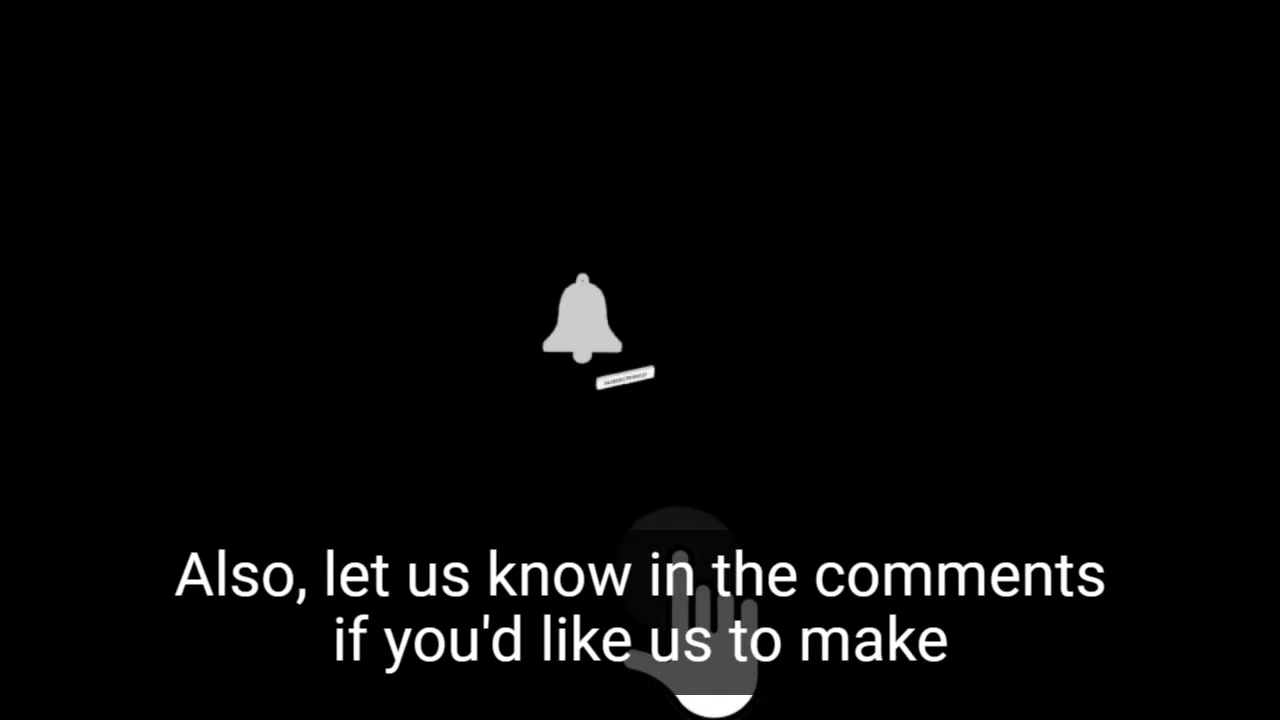 Also, let us know in the comments
if you'd like us to make